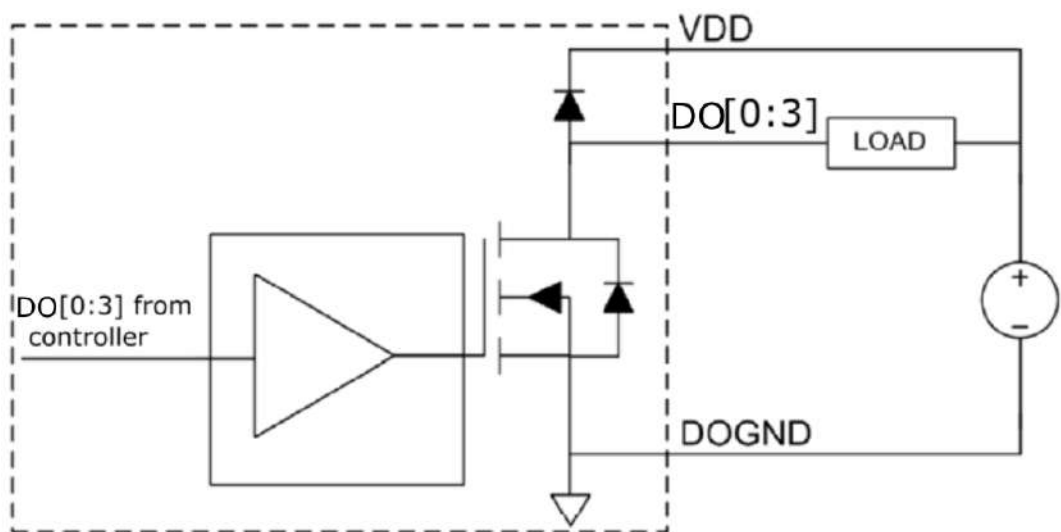 VDD
DO[0:3]
LOAD
DO[0:3] from
controller
+
−
DOGND